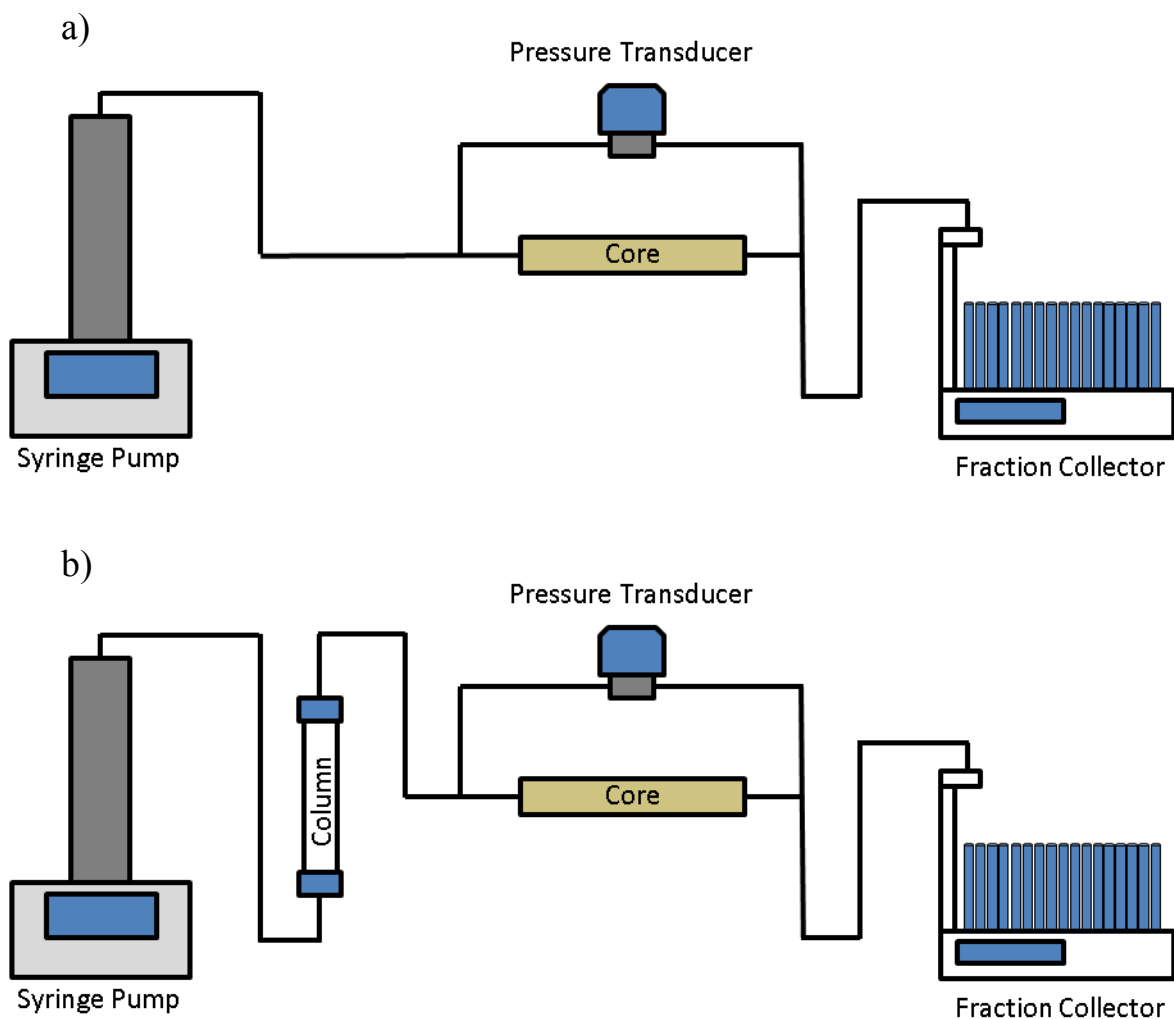 a)
Pressure Transducer
Core
Syringe Pump
Fraction Collector
b)
Pressure Transducer
Column
Core
Syringe Pump
Fraction Collector